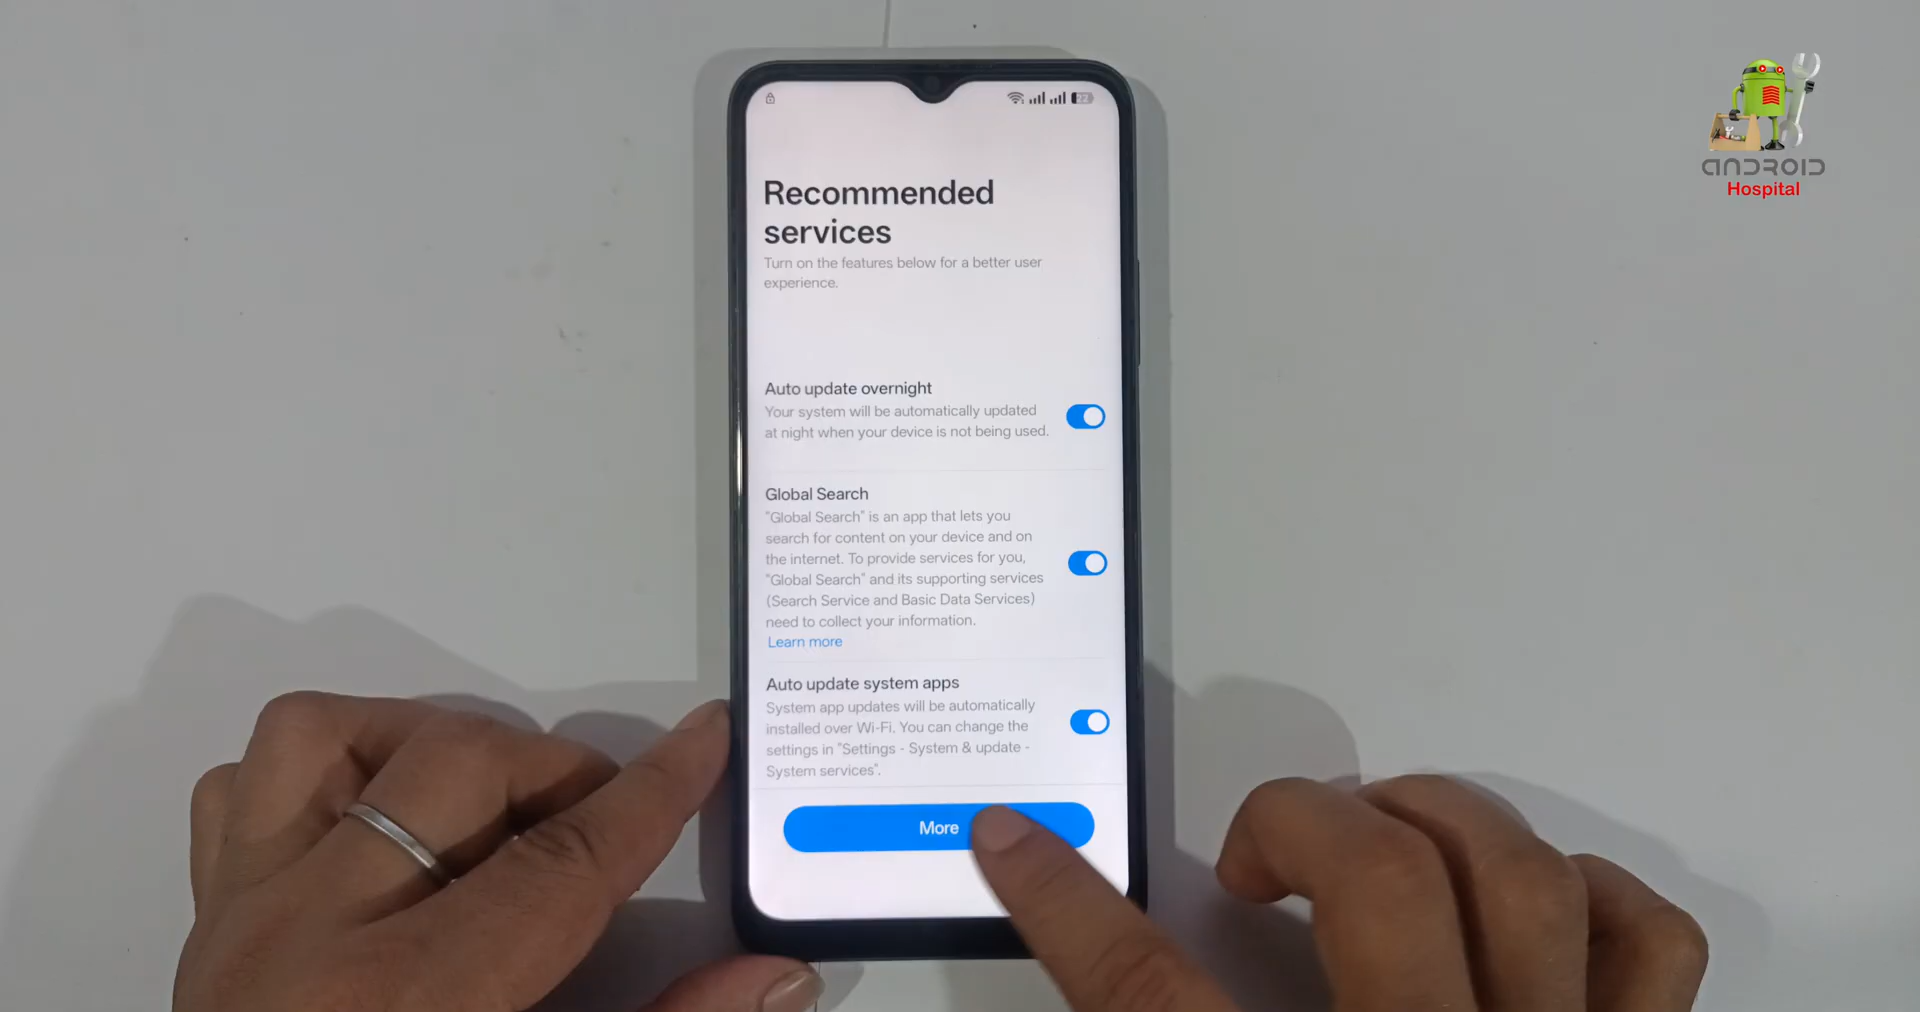 22
Recommended
services
Turn on the features below for a better user
experience.
Auto update overnight
Your system will be automatically updated
at night when your device is not being used.
Global Search
"Global Search" is an app that lets you
search for content on your device and on
the internet. To provide services for you,
"Global Search" and its supporting services
(Search Service and Basic Data Services)
need to collect your information.
Learn more
Auto update system apps
System app updates will be automatically
installed over Wi-Fi. You can change the
settings in "Settings - System & update -
System services".
More
ANDROID
Hospital